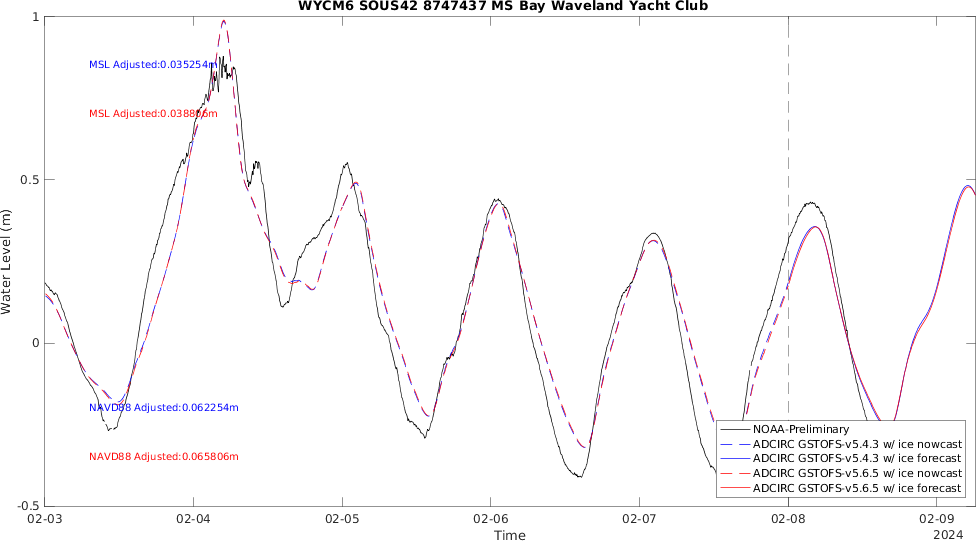 WYCM6 SOUS42 8747437 MS Bay Waveland Yacht Club
1
MSL Adjusted:0.035254m
MSL Adjusted:0.038806m
0.5
Water Level (m)
0
NAVD88 Adjusted:0.062254m
NAVD88 Adjusted:0.065806m
NOAA-Preliminary
ADCIRC GSTOFS-v5.4.3 w/ ice nowcast
ADCIRC GSTOFS-v5.4.3 w/ ice forecast
ADCIRC GSTOFS-v5.6.5 w/ ice nowcast
ADCIRC GSTOFS-v5.6.5 w/ ice forecast
-0.5
02-03 02-04 02-05 02-06 02-07 02-08 02-09
Time
2024